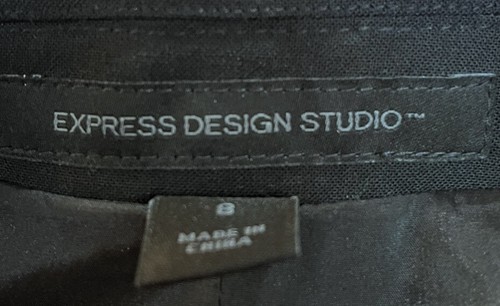 EXPRESS DESIGN STUDIO™
8
MADE IN
CHINA